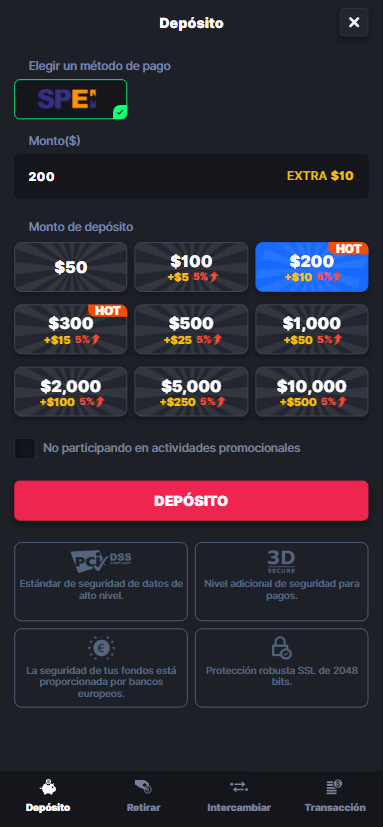 Depósito
Elegir un método de pago
SPEI
Monto($)
200 EXTRA $10
Monto de depósito
$50
$100
+$5 5%
HOT
$200
+$10 5%
HOT
$300
+$15 5%
$500
+$25 5%
$1,000
+$50 5%
$2,000
+$100 5%
$5,000
+$250 5%
$10,000
+$500 5%
No participando en actividades promocionales
DEPÓSITO
PCI DSS
COMPLIANT
Estándar de seguridad de datos de
alto nivel.
3D
SECURE
Nivel adicional de seguridad para
pagos.
€
La seguridad de tus fondos está
proporcionada por bancos
europeos.
Protección robusta SSL de 2048
bits.
Depósito
Retirar
Intercambiar
Transacción